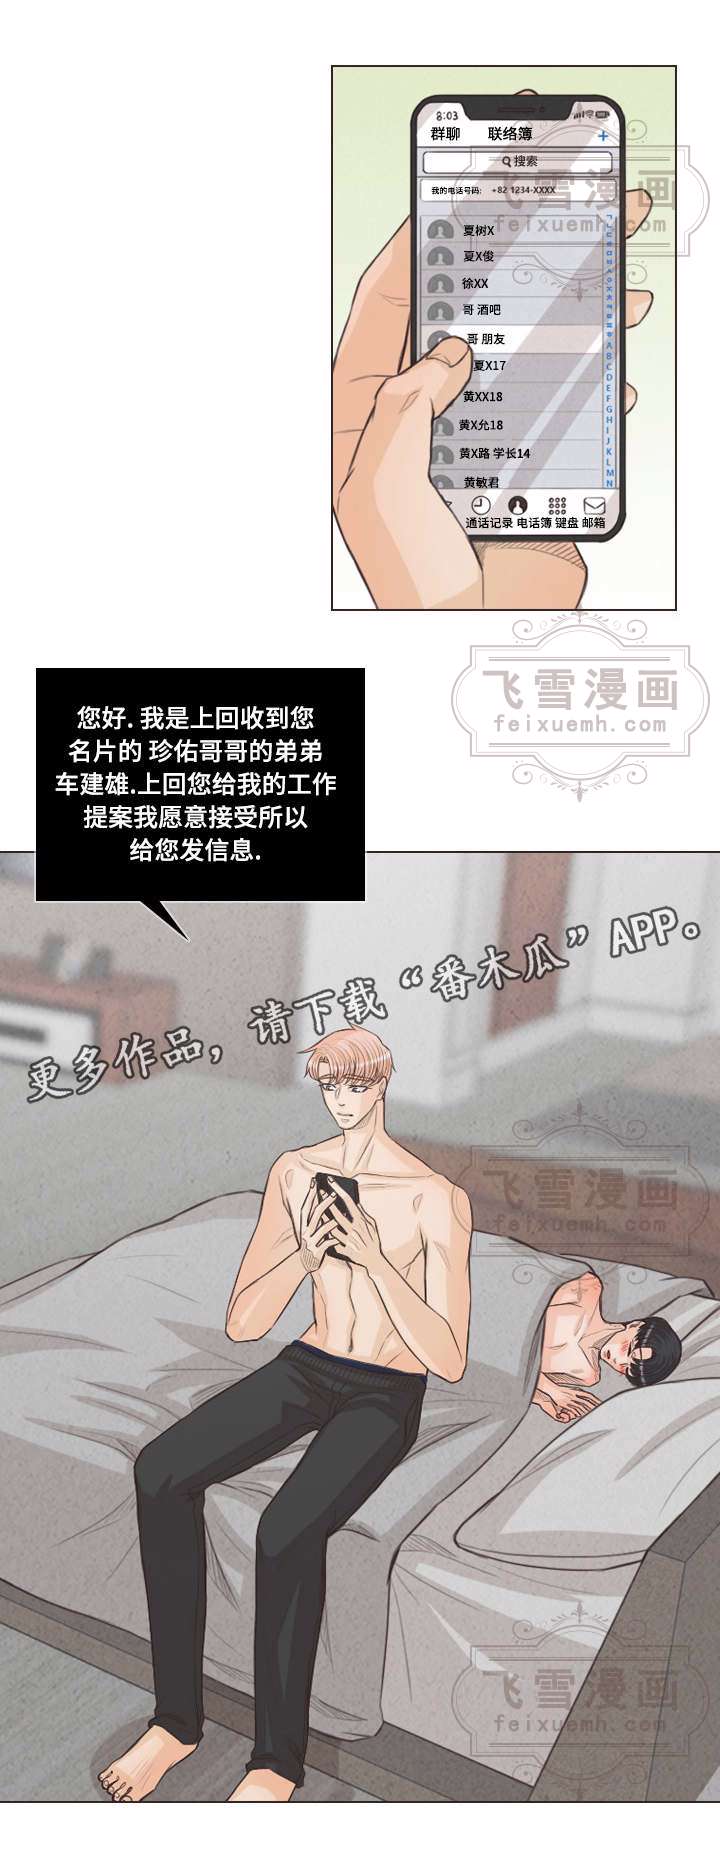 8:03
群聊 联络簿 +
搜索
我的电话号码: +82 1234-XXXX
夏树X
夏X俊
徐XX
哥 酒吧
哥 朋友
夏X17
黄XX18
黄X允18
黄X路 学长14
黄敏君
A
B
C
D
E
F
G
H
I
J
K
L
M
N
通话记录 电话簿 键盘 邮箱
飞雪漫画
feixuemh.com
飞雪漫画
feixuemh.com
您好. 我是上回收到您
名片的 珍佑哥哥的弟弟
车建雄.上回您给我的工作
提案我愿意接受所以
给您发信息.
更多作品，请下载“番木瓜”APP。
飞雪漫画
feixuemh.com
飞雪漫画
feixuemh.com